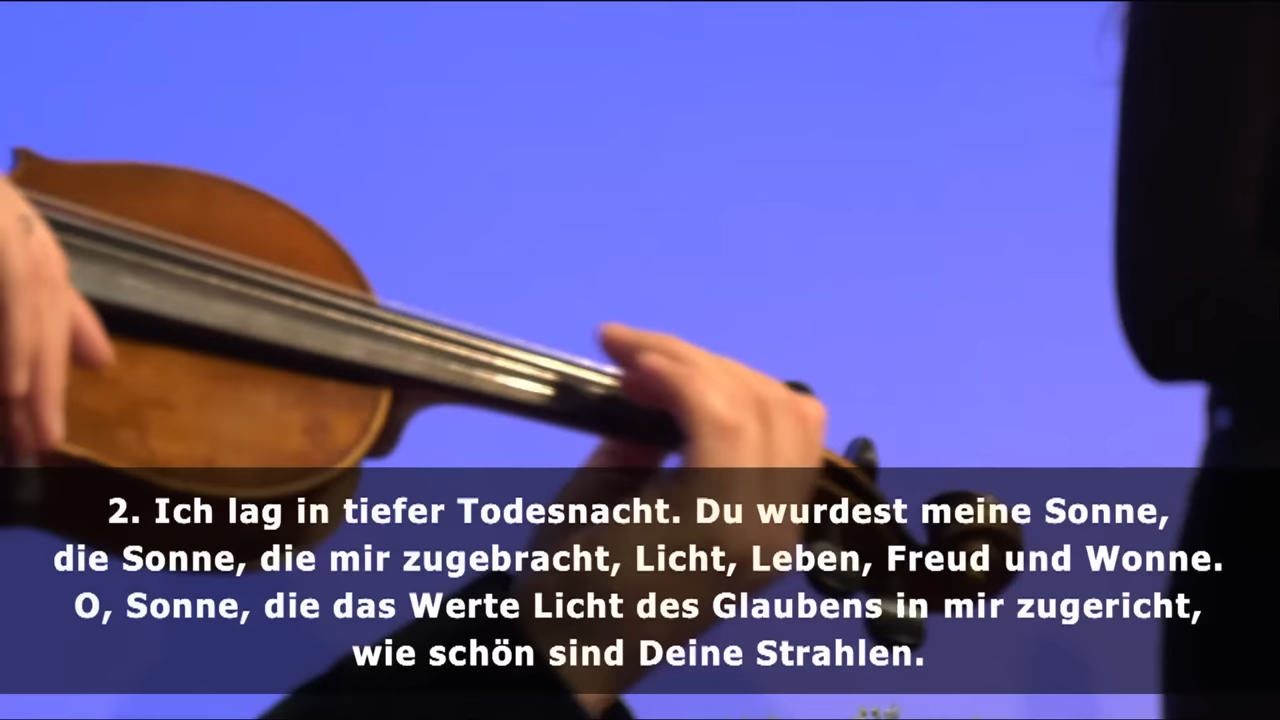 2. Ich lag in tiefer Todesnacht. Du wurdest meine Sonne,
die Sonne, die mir zugebracht, Licht, Leben, Freud und Wonne.
O, Sonne, die das Werte Licht des Glaubens in mir zugericht,
wie schön sind Deine Strahlen.